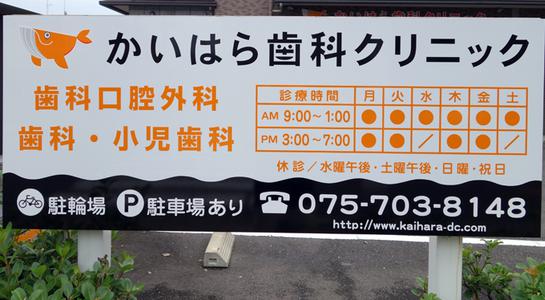 かいはら歯科クリニック
歯科口腔外科
歯科・小児歯科
診療時間 月 火 水 木 金 土
AM 9:00～1:00 ● ● ● ● ● ●
PM 3:00～7:00 ● ● ／ ● ● ／
休診／水曜午後・土曜午後・日曜・祝日
駐輪場 P 駐車場あり ☎ 075-703-8148
http://www.kaihara-dc.com